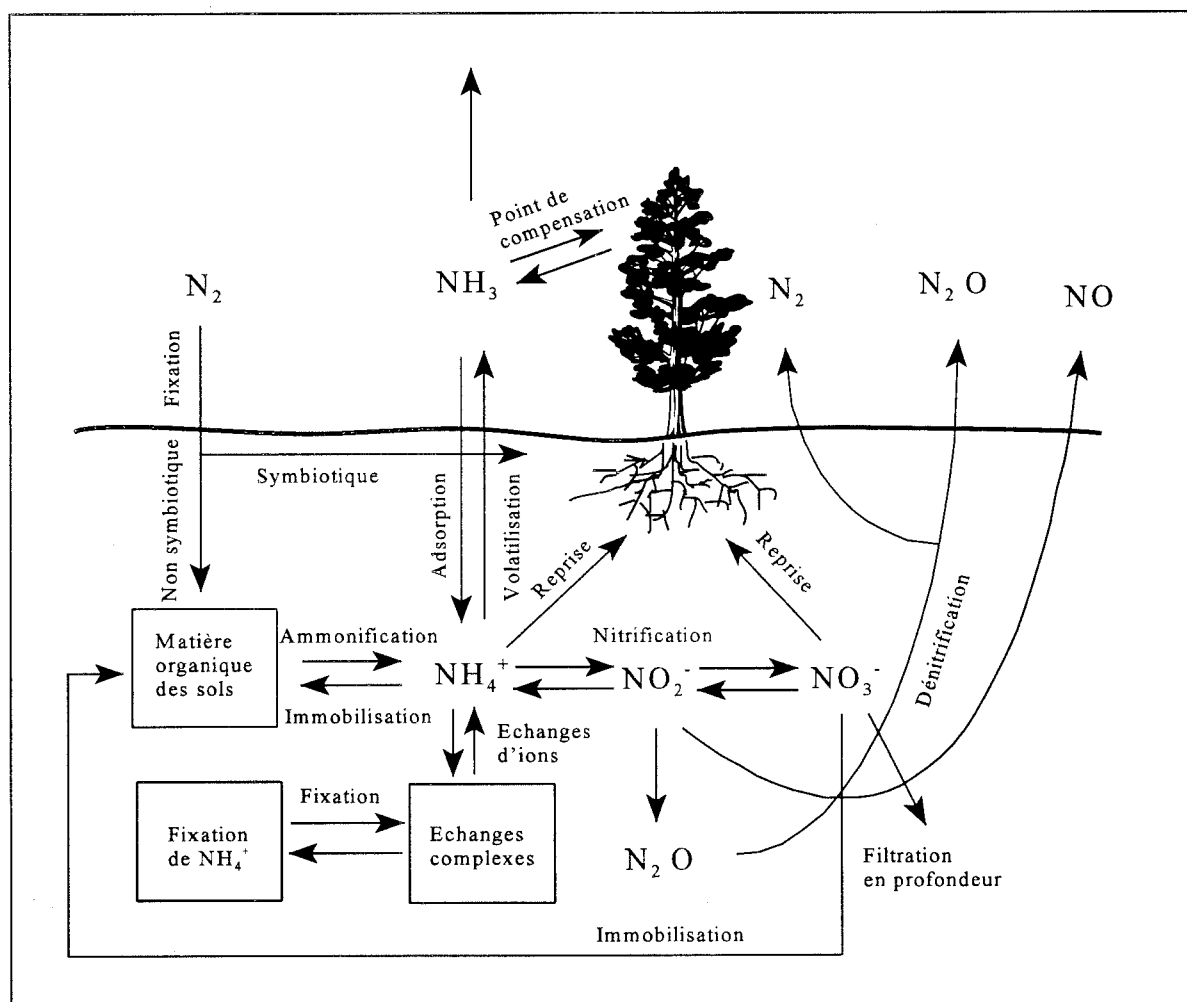 Point de
compensation
N₂
NH₃
N₂
N₂ O
NO
Fixation
Non symbiotique
Symbiotique
Adsorption
Volatilisation
Reprise
Reprise
Dénitrification
Matière
organique
des sols
Ammonification
Immobilisation
NH₄⁺
Nitrification
NO₂⁻
NO₃⁻
Echanges
d'ions
Fixation
de NH₄⁺
Fixation
Echanges
complexes
N₂ O
Filtration
en profondeur
Immobilisation